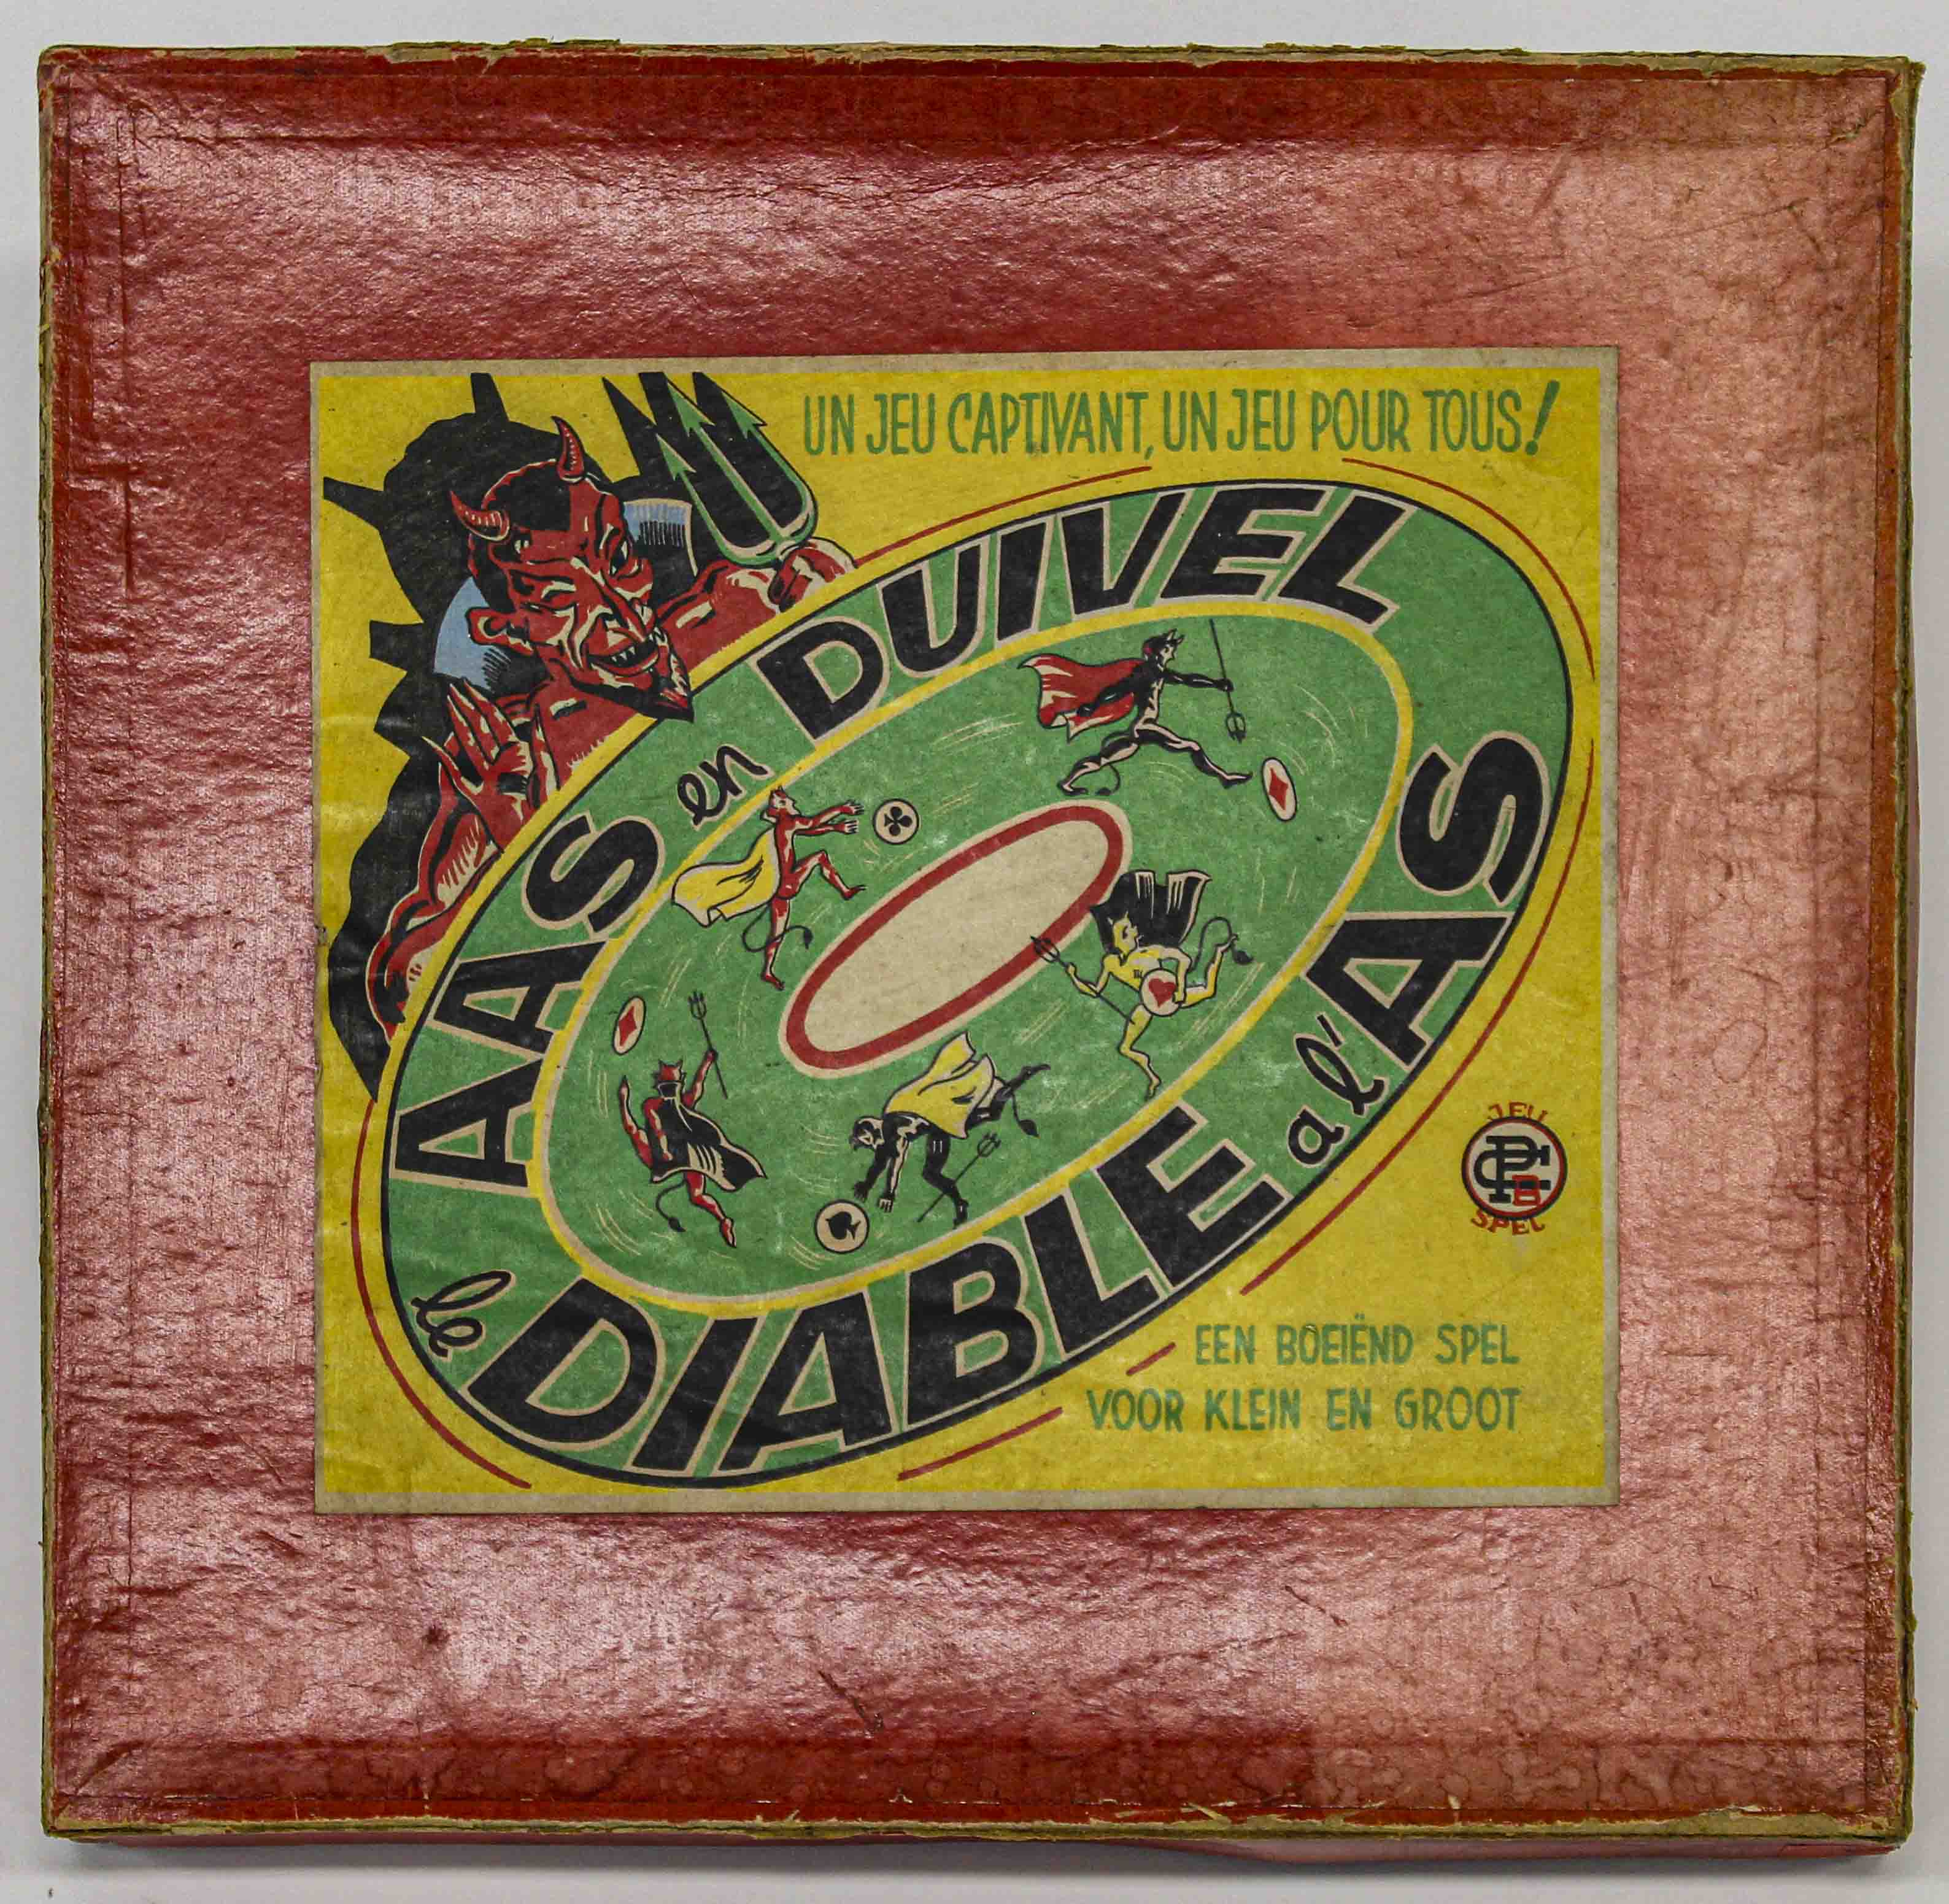 UN JEU CAPTIVANT, UN JEU POUR TOUS!
AAS en DUIVEL
le DIABLE a l'AS
JEU
SPEL
EEN BOEIËND SPEL
VOOR KLEIN EN GROOT